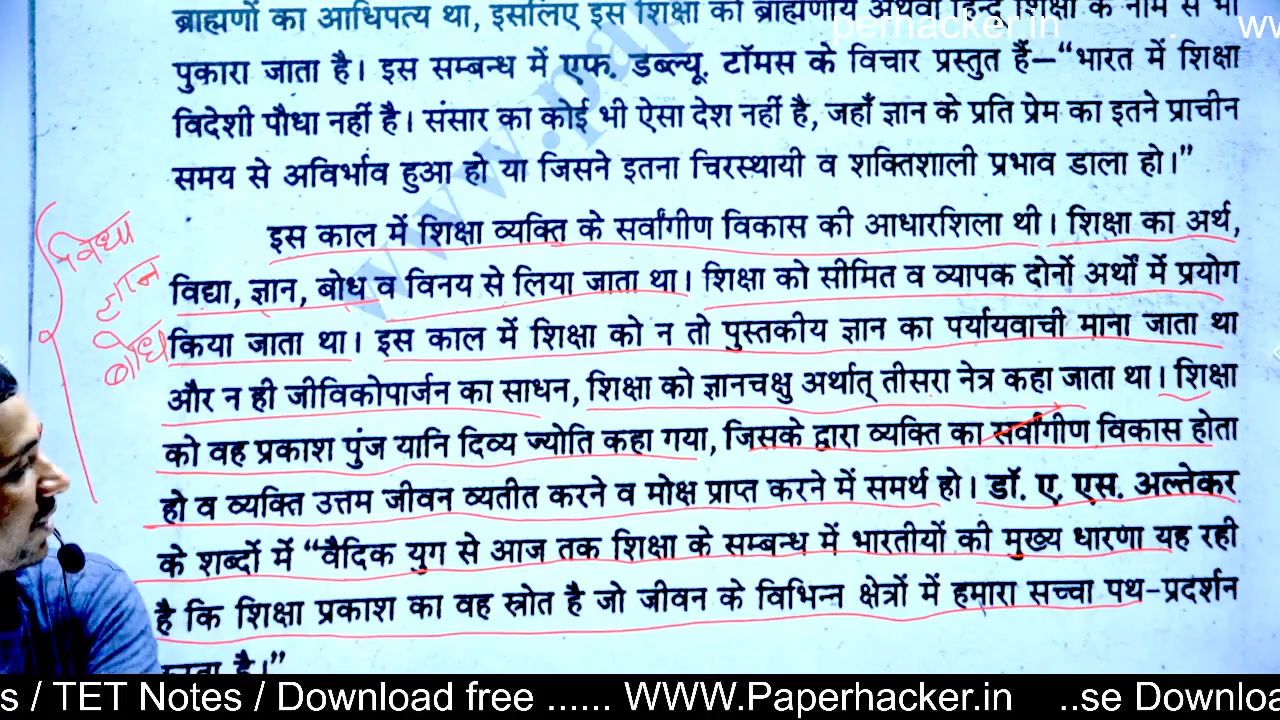 ब्राह्मणों का आधिपत्य था, इसलिए इस शिक्षा को ब्राह्मणीय अथवा हिन्दू शिक्षा के नाम से भी
perhacker.in
पुकारा जाता है। इस सम्बन्ध में एफ. डब्ल्यू. टॉमस के विचार प्रस्तुत हैं–“भारत में शिक्षा
विदेशी पौधा नहीं है। संसार का कोई भी ऐसा देश नहीं है, जहाँ ज्ञान के प्रति प्रेम का इतने प्राचीन
समय से अविर्भाव हुआ हो या जिसने इतना चिरस्थायी व शक्तिशाली प्रभाव डाला हो।”
इस काल में शिक्षा व्यक्ति के सर्वांगीण विकास की आधारशिला थी। शिक्षा का अर्थ,
विद्या, ज्ञान, बोध व विनय से लिया जाता था। शिक्षा को सीमित व व्यापक दोनों अर्थों में प्रयोग
किया जाता था। इस काल में शिक्षा को न तो पुस्तकीय ज्ञान का पर्यायवाची माना जाता था
और न ही जीविकोपार्जन का साधन, शिक्षा को ज्ञानचक्षु अर्थात् तीसरा नेत्र कहा जाता था। शिक्षा
को वह प्रकाश पुंज यानि दिव्य ज्योति कहा गया, जिसके द्वारा व्यक्ति का सर्वांगीण विकास होता
हो व व्यक्ति उत्तम जीवन व्यतीत करने व मोक्ष प्राप्त करने में समर्थ हो। डॉ. ए. एस. अल्तेकर
के शब्दों में “वैदिक युग से आज तक शिक्षा के सम्बन्ध में भारतीयों की मुख्य धारणा यह रही
है कि शिक्षा प्रकाश का वह स्रोत है जो जीवन के विभिन्न क्षेत्रों में हमारा सच्चा पथ-प्रदर्शन
है।”
विधा
ज्ञान
बोध
s / TET Notes / Download free ...... WWW.Paperhacker.in ..se Downloa